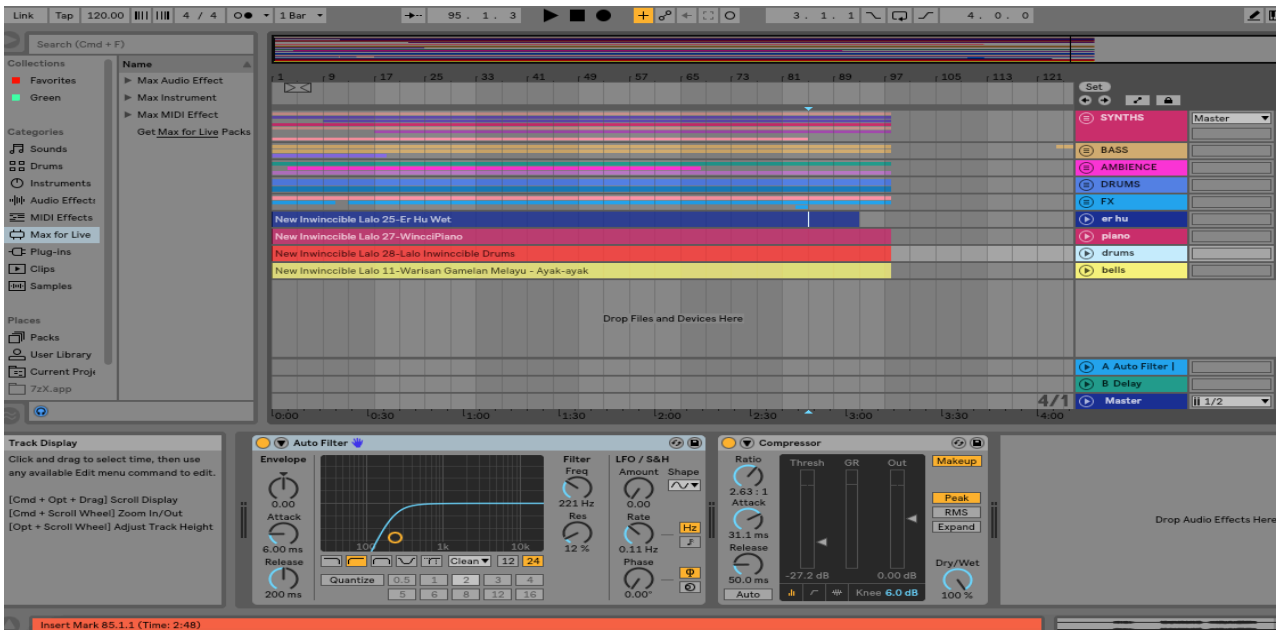 Link Tap 120.00 4 / 4 1 Bar 95. 1. 3 3. 1. 1 4. 0. 0
Search (Cmd + F)
Collections
Favorites
Green
Categories
Sounds
Drums
Instruments
Audio Effects
MIDI Effects
Max for Live
Plug-ins
Clips
Samples
Places
Packs
User Library
Current Proje
7zX.app
Name
Max Audio Effect
Max Instrument
Max MIDI Effect
Get Max for Live Packs
1 9 17 25 33 41 49 57 65 73 81 89 97 105 113 121
Set
SYNTHS Master
BASS
AMBIENCE
DRUMS
FX
New Inwinccible Lalo 25-Er Hu Wet er hu
New Inwinccible Lalo 27-WincciPiano piano
New Inwinccible Lalo 28-Lalo Inwinccible Drums drums
New Inwinccible Lalo 11-Warisan Gamelan Melayu - Ayak-ayak bells
Drop Files and Devices Here
A Auto Filter |
B Delay
4/1 Master 1/2
0:00 0:30 1:00 1:30 2:00 2:30 3:00 3:30 4:00
Track Display
Click and drag to select time, then use
any available Edit menu command to edit.
[Cmd + Opt + Drag] Scroll Display
[Cmd + Scroll Wheel] Zoom In/Out
[Opt + Scroll Wheel] Adjust Track Height
Auto Filter
Envelope
0.00
Attack
6.00 ms
Release
200 ms
100 1k 10k
Clean 12 24
Quantize 0.5 1 2 3 4
5 6 8 12 16
Filter
Freq
221 Hz
Res
12 %
LFO / S&H
Amount Shape
0.00
Rate
Hz
0.11 Hz
Phase
0.00°
Compressor
Ratio
2.63 : 1
Attack
31.1 ms
Release
50.0 ms
Auto
Thresh GR Out
-27.2 dB 0.00 dB
Knee 6.0 dB
Makeup
Peak
RMS
Expand
Dry/Wet
100 %
Drop Audio Effects Here
Insert Mark 85.1.1 (Time: 2:48)